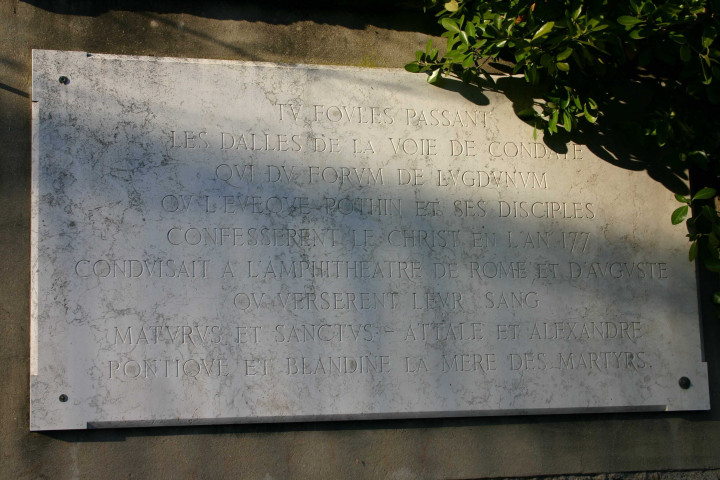 TV FOVLES PASSANT
LES DALLES DE LA VOIE DE CONDATE
QVI DV FORVM DE LVGDVNVM
OV L'EVEQVE POTHIN ET SES DISCIPLES
CONFESSERENT LE CHRIST EN L'AN 177
CONDVISAIT A L'AMPHITHEATRE DE ROME ET D'AVGVSTE
OV VERSERENT LEVR SANG
MATVRVS ET SANCTVS - ATTALE ET ALEXANDRE
PONTIQVE ET BLANDINE LA MERE DES MARTYRS